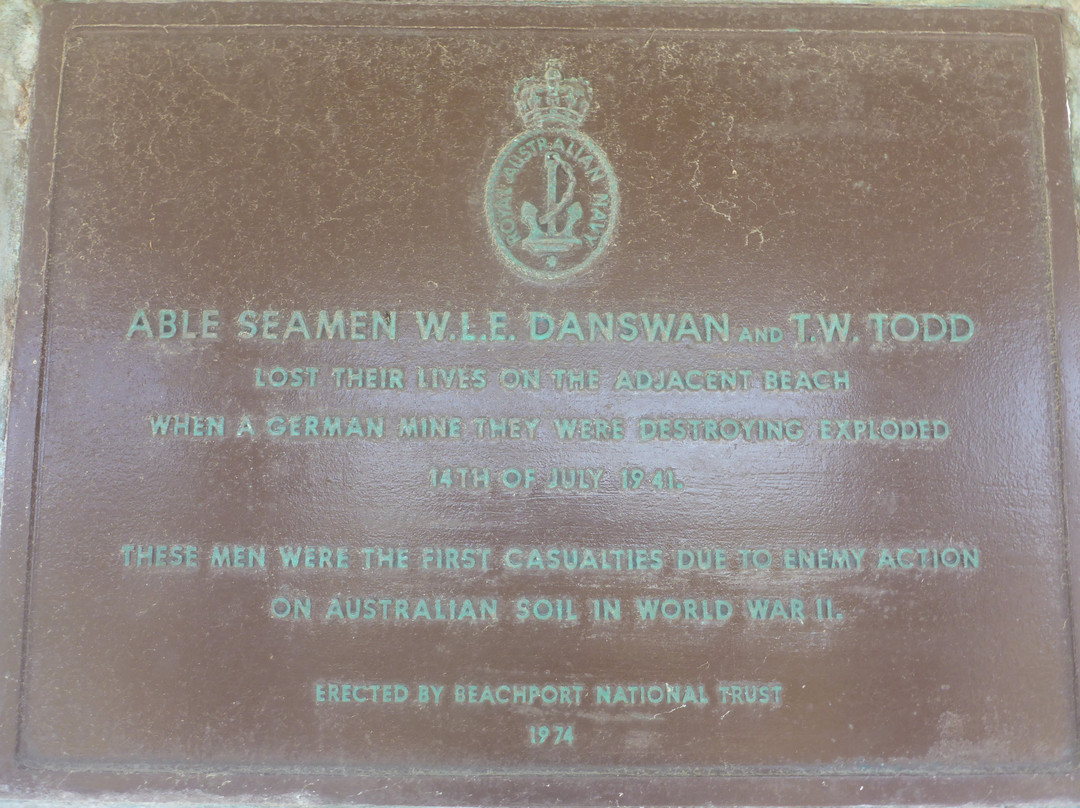 ROYAL AUSTRALIAN NAVY
ABLE SEAMEN W.L.E. DANSWAN AND T.W. TODD
LOST THEIR LIVES ON THE ADJACENT BEACH
WHEN A GERMAN MINE THEY WERE DESTROYING EXPLODED
14TH OF JULY 1941.
THESE MEN WERE THE FIRST CASUALTIES DUE TO ENEMY ACTION
ON AUSTRALIAN SOIL IN WORLD WAR II.
ERECTED BY BEACHPORT NATIONAL TRUST
1974